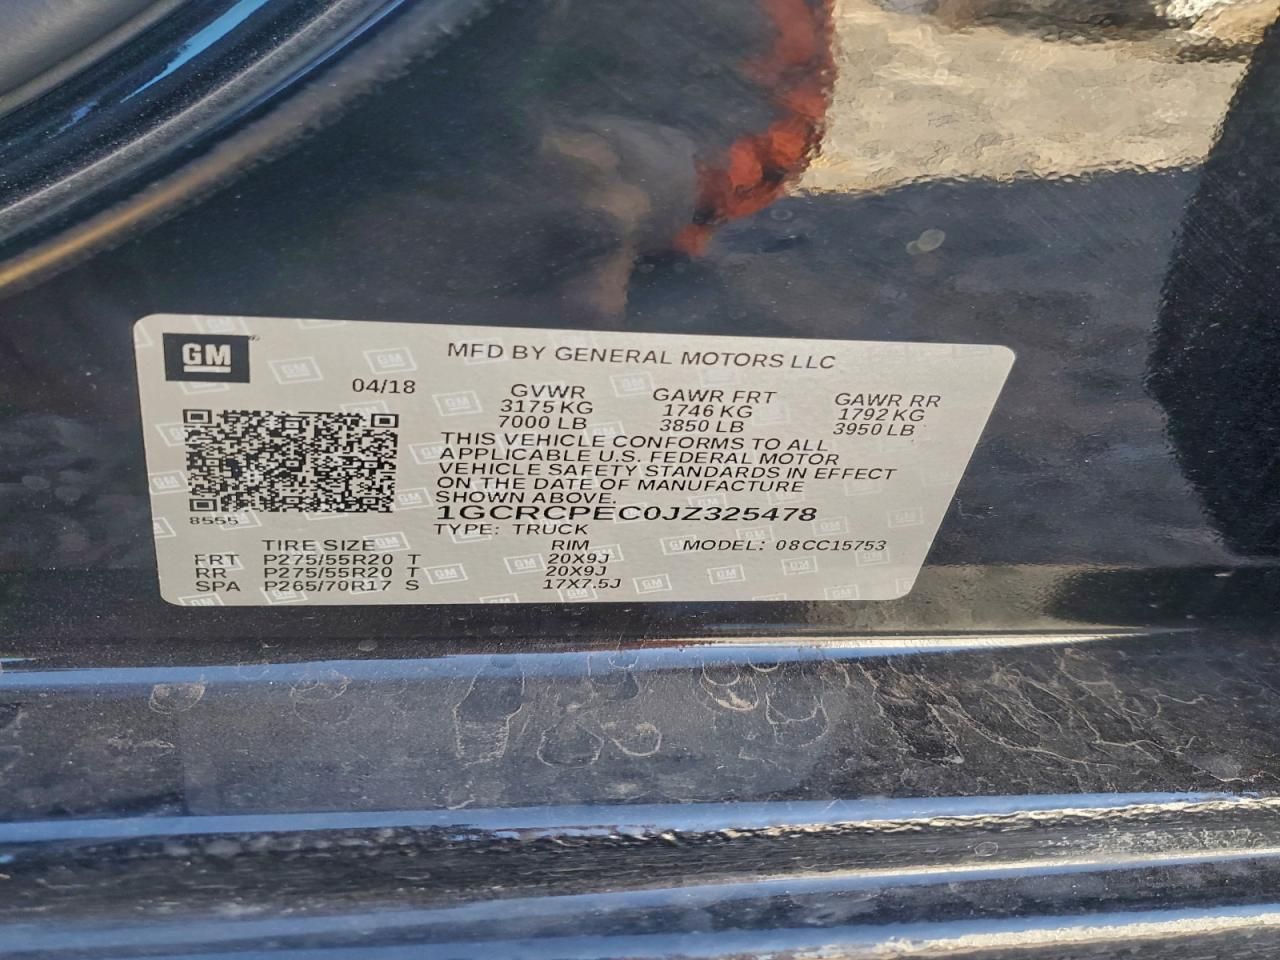 GM
MFD BY GENERAL MOTORS LLC
04/18
GVWR GAWR FRT GAWR RR
3175 KG 1746 KG 1792 KG
7000 LB 3850 LB 3950 LB
THIS VEHICLE CONFORMS TO ALL
APPLICABLE U.S. FEDERAL MOTOR
VEHICLE SAFETY STANDARDS IN EFFECT
ON THE DATE OF MANUFACTURE
SHOWN ABOVE.
8555
1GCRCPEC0JZ325478
TYPE: TRUCK
TIRE SIZE RIM MODEL: 08CC15753
FRT P275/55R20 T 20X9J
RR P275/55R20 T 20X9J
SPA P265/70R17 S 17X7.5J